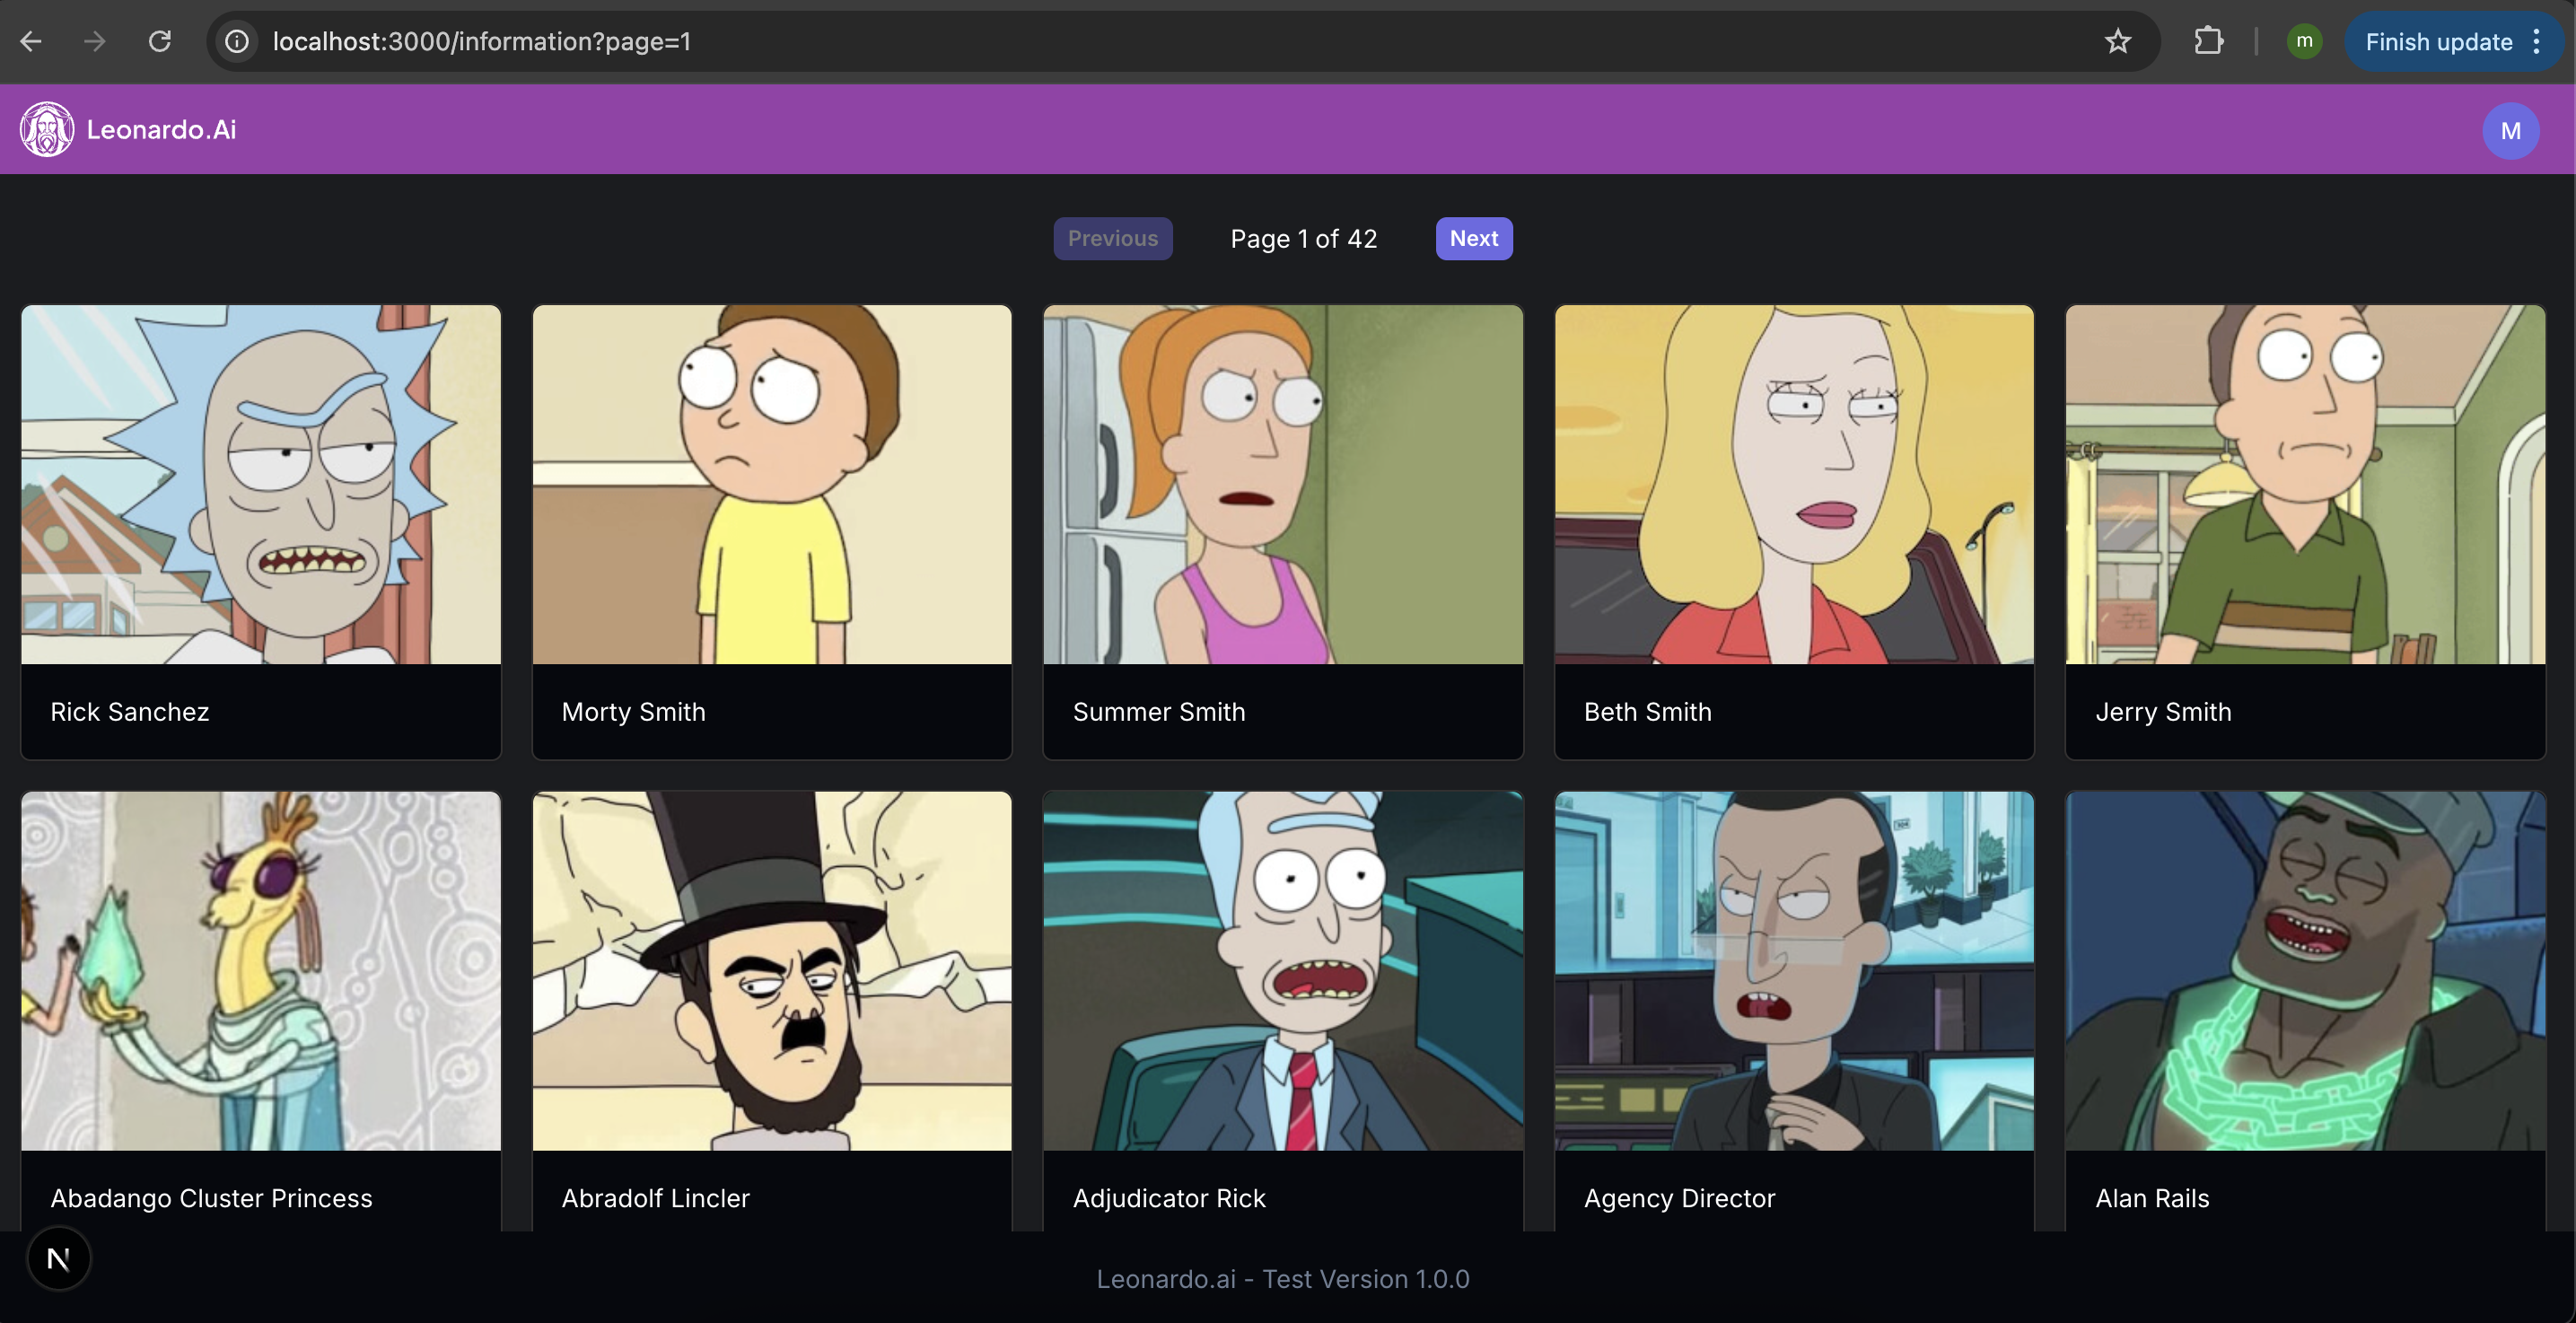 localhost:3000/information?page=1
m
Finish update
Leonardo.Ai
M
Previous
Page 1 of 42
Next
Rick Sanchez
Morty Smith
Summer Smith
Beth Smith
Jerry Smith
Abadango Cluster Princess
Abradolf Lincler
Adjudicator Rick
Agency Director
Alan Rails
N
Leonardo.ai - Test Version 1.0.0